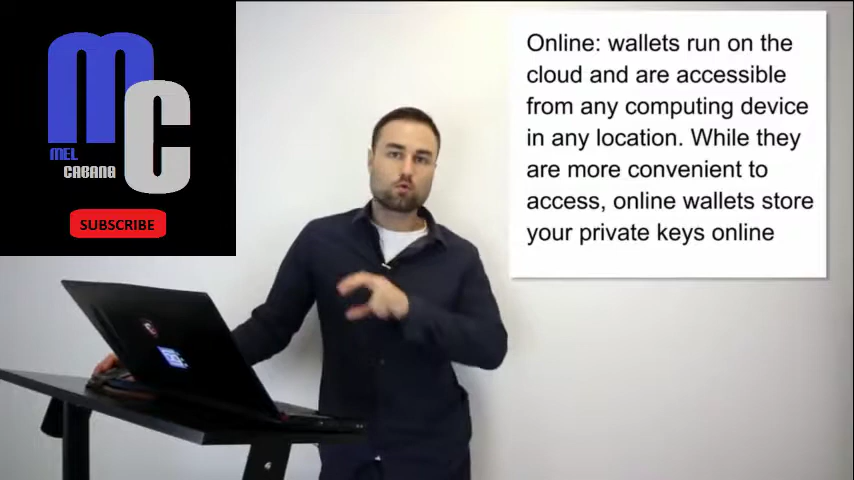 MC
MEL
CABANA
SUBSCRIBE
Online: wallets run on the
cloud and are accessible
from any computing device
in any location. While they
are more convenient to
access, online wallets store
your private keys online